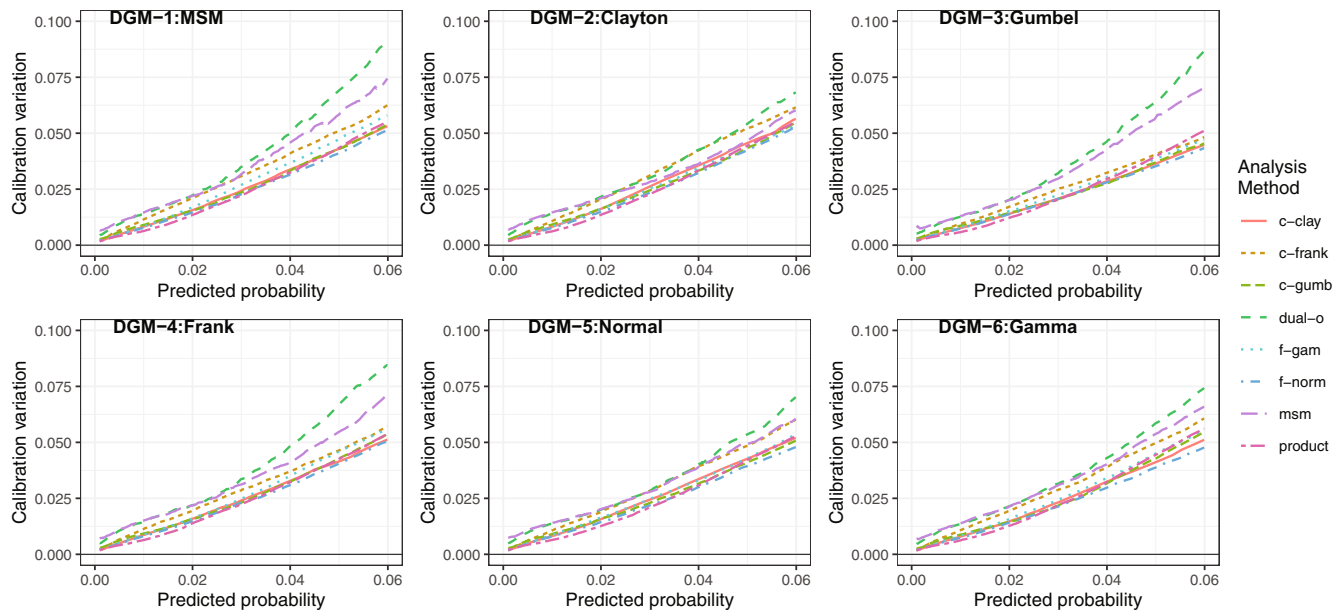 DGM−1:MSM
DGM−2:Clayton
DGM−3:Gumbel
0.100
0.075
0.050
0.025
0.000
Calibration variation
0.00 0.02 0.04 0.06
Predicted probability
0.100
0.075
0.050
0.025
0.000
Calibration variation
0.00 0.02 0.04 0.06
Predicted probability
0.100
0.075
0.050
0.025
0.000
Calibration variation
0.00 0.02 0.04 0.06
Predicted probability
DGM−4:Frank
DGM−5:Normal
DGM−6:Gamma
0.100
0.075
0.050
0.025
0.000
Calibration variation
0.00 0.02 0.04 0.06
Predicted probability
0.100
0.075
0.050
0.025
0.000
Calibration variation
0.00 0.02 0.04 0.06
Predicted probability
0.100
0.075
0.050
0.025
0.000
Calibration variation
0.00 0.02 0.04 0.06
Predicted probability
Analysis
Method
c−clay
c−frank
c−gumb
dual−o
f−gam
f−norm
msm
product